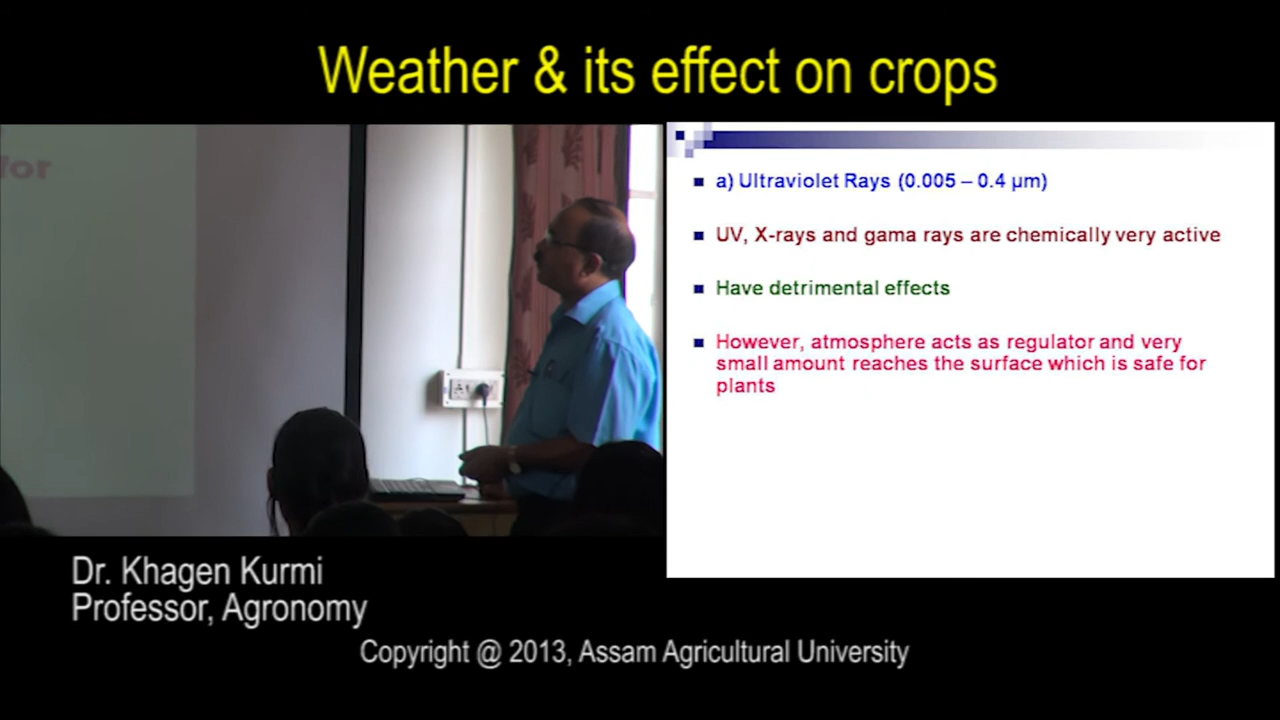 Weather & its effect on crops
for
a) Ultraviolet Rays (0.005 – 0.4 µm)
UV, X-rays and gama rays are chemically very active
Have detrimental effects
However, atmosphere acts as regulator and very
small amount reaches the surface which is safe for
plants
Dr. Khagen Kurmi
Professor, Agronomy
Copyright @ 2013, Assam Agricultural University